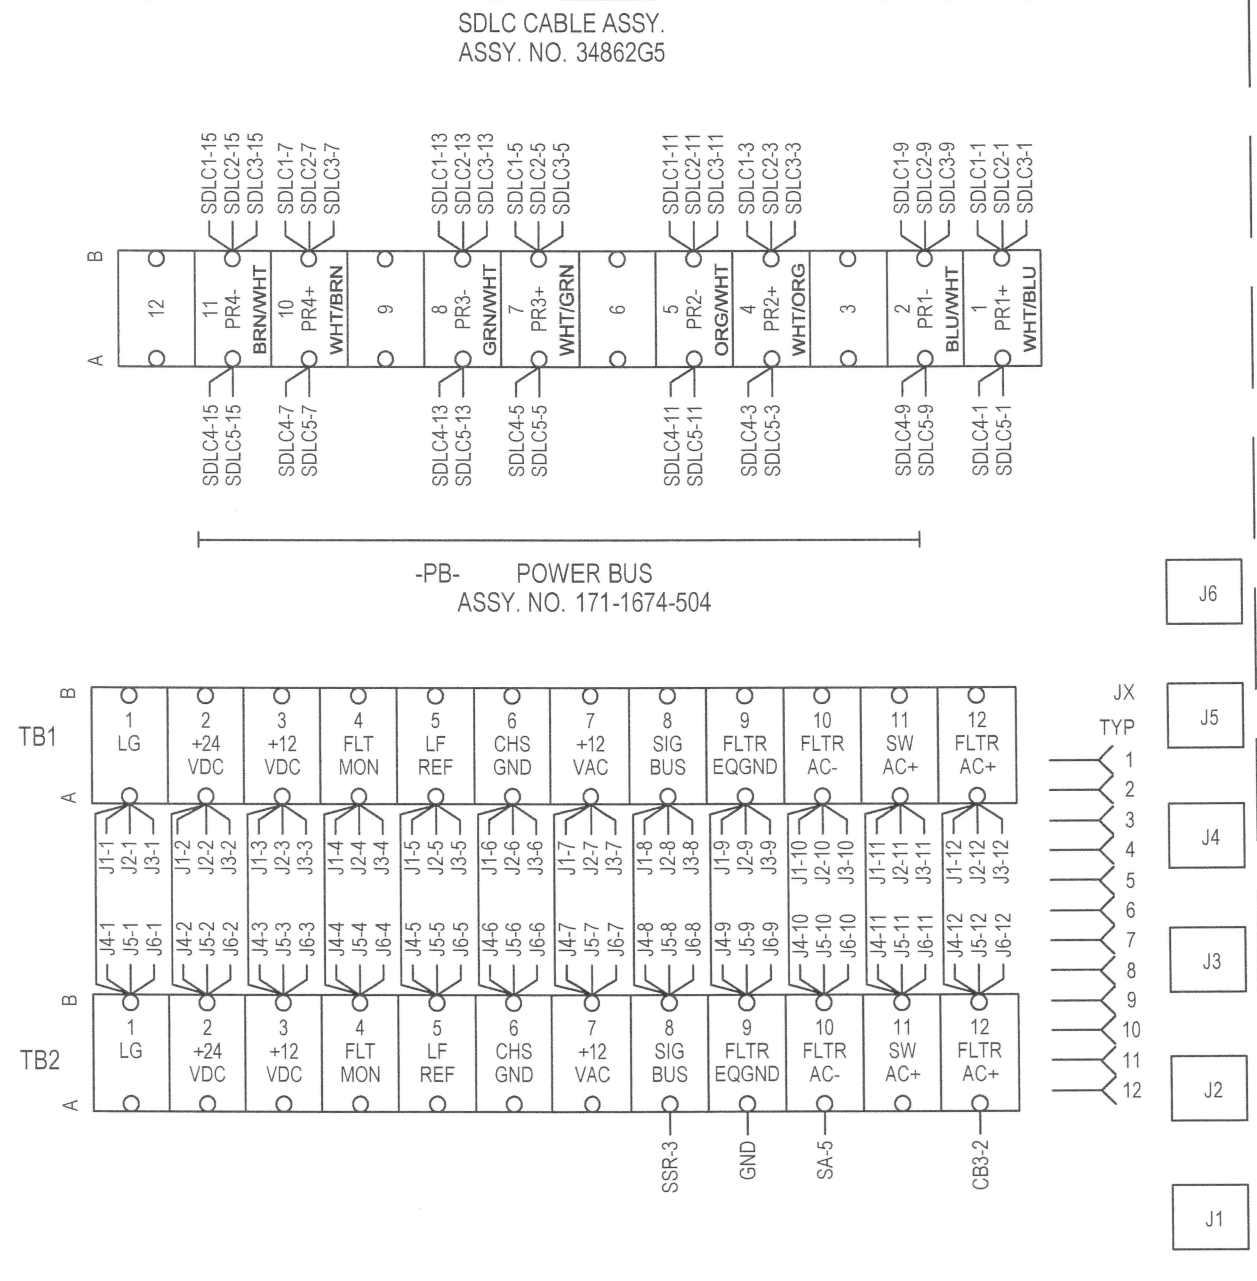 SDLC CABLE ASSY.
ASSY. NO. 34862G5
SDLC1-15
SDLC2-15
SDLC3-15
SDLC1-7
SDLC2-7
SDLC3-7
SDLC1-13
SDLC2-13
SDLC3-13
SDLC1-5
SDLC2-5
SDLC3-5
SDLC1-11
SDLC2-11
SDLC3-11
SDLC1-3
SDLC2-3
SDLC3-3
SDLC1-9
SDLC2-9
SDLC3-9
SDLC1-1
SDLC2-1
SDLC3-1
B
A
12
11
PR4-
BRN/WHT
10
PR4+
WHT/BRN
9
8
PR3-
GRN/WHT
7
PR3+
WHT/GRN
6
5
PR2-
ORG/WHT
4
PR2+
WHT/ORG
3
2
PR1-
BLU/WHT
1
PR1+
WHT/BLU
SDLC4-15
SDLC5-15
SDLC4-7
SDLC5-7
SDLC4-13
SDLC5-13
SDLC4-5
SDLC5-5
SDLC4-11
SDLC5-11
SDLC4-3
SDLC5-3
SDLC4-9
SDLC5-9
SDLC4-1
SDLC5-1
-PB- POWER BUS
ASSY. NO. 171-1674-504
TB1
B
A
1
LG
2
+24
VDC
3
+12
VDC
4
FLT
MON
5
LF
REF
6
CHS
GND
7
+12
VAC
8
SIG
BUS
9
FLTR
EQGND
10
FLTR
AC-
11
SW
AC+
12
FLTR
AC+
J1-1
J2-1
J3-1
J1-2
J2-2
J3-2
J1-3
J2-3
J3-3
J1-4
J2-4
J3-4
J1-5
J2-5
J3-5
J1-6
J2-6
J3-6
J1-7
J2-7
J3-7
J1-8
J2-8
J3-8
J1-9
J2-9
J3-9
J1-10
J2-10
J3-10
J1-11
J2-11
J3-11
J1-12
J2-12
J3-12
J4-1
J5-1
J6-1
J4-2
J5-2
J6-2
J4-3
J5-3
J6-3
J4-4
J5-4
J6-4
J4-5
J5-5
J6-5
J4-6
J5-6
J6-6
J4-7
J5-7
J6-7
J4-8
J5-8
J6-8
J4-9
J5-9
J6-9
J4-10
J5-10
J6-10
J4-11
J5-11
J6-11
J4-12
J5-12
J6-12
TB2
B
A
1
LG
2
+24
VDC
3
+12
VDC
4
FLT
MON
5
LF
REF
6
CHS
GND
7
+12
VAC
8
SIG
BUS
9
FLTR
EQGND
10
FLTR
AC-
11
SW
AC+
12
FLTR
AC+
SSR-3
GND
SA-5
CB3-2
JX
TYP
1
2
3
4
5
6
7
8
9
10
11
12
J6
J5
J4
J3
J2
J1